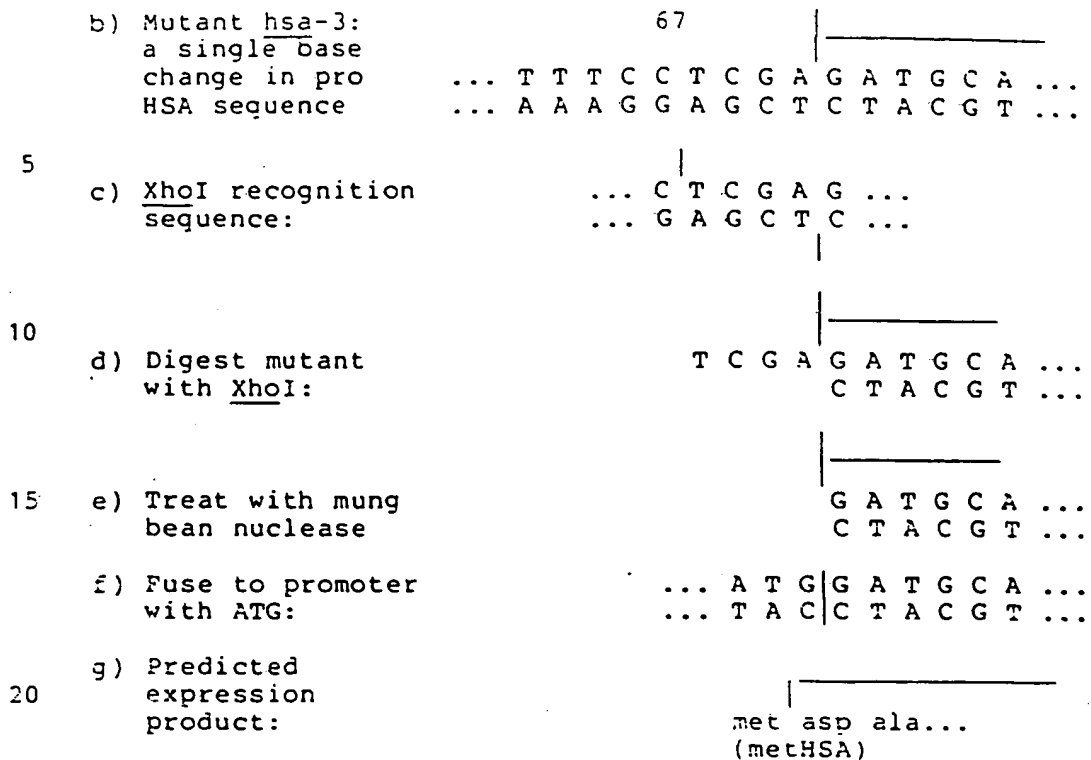 b) Mutant hsa-3: 67
a single base
change in pro ... T T T C C T C G A G A T G C A ...
HSA sequence ... A A A G G A G C T C T A C G T ...
5
c) XhoI recognition ... C T C G A G ...
sequence: ... G A G C T C ...
10
d) Digest mutant T C G A G A T G C A ...
with XhoI: C T A C G T ...
15 e) Treat with mung G A T G C A ...
bean nuclease C T A C G T ...
f) Fuse to promoter ... A T G G A T G C A ...
with ATG: ... T A C C T A C G T ...
g) Predicted
20 expression
product: met asp ala...
(metHSA)